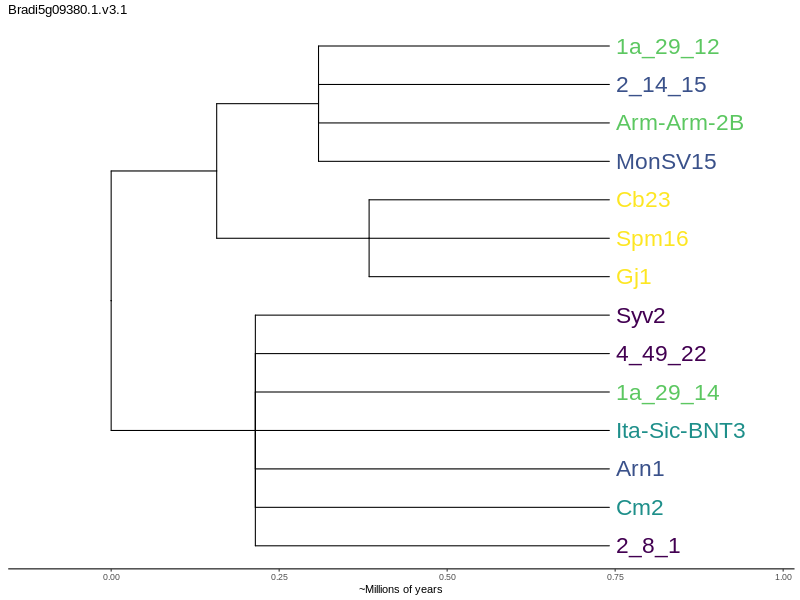 Bradi5g09380.1.v3.1
1a_29_12
2_14_15
Arm-Arm-2B
MonSV15
Cb23
Spm16
Gj1
Syv2
4_49_22
1a_29_14
Ita-Sic-BNT3
Arn1
Cm2
2_8_1
0.00 0.25 0.50 0.75 1.00
~Millions of years